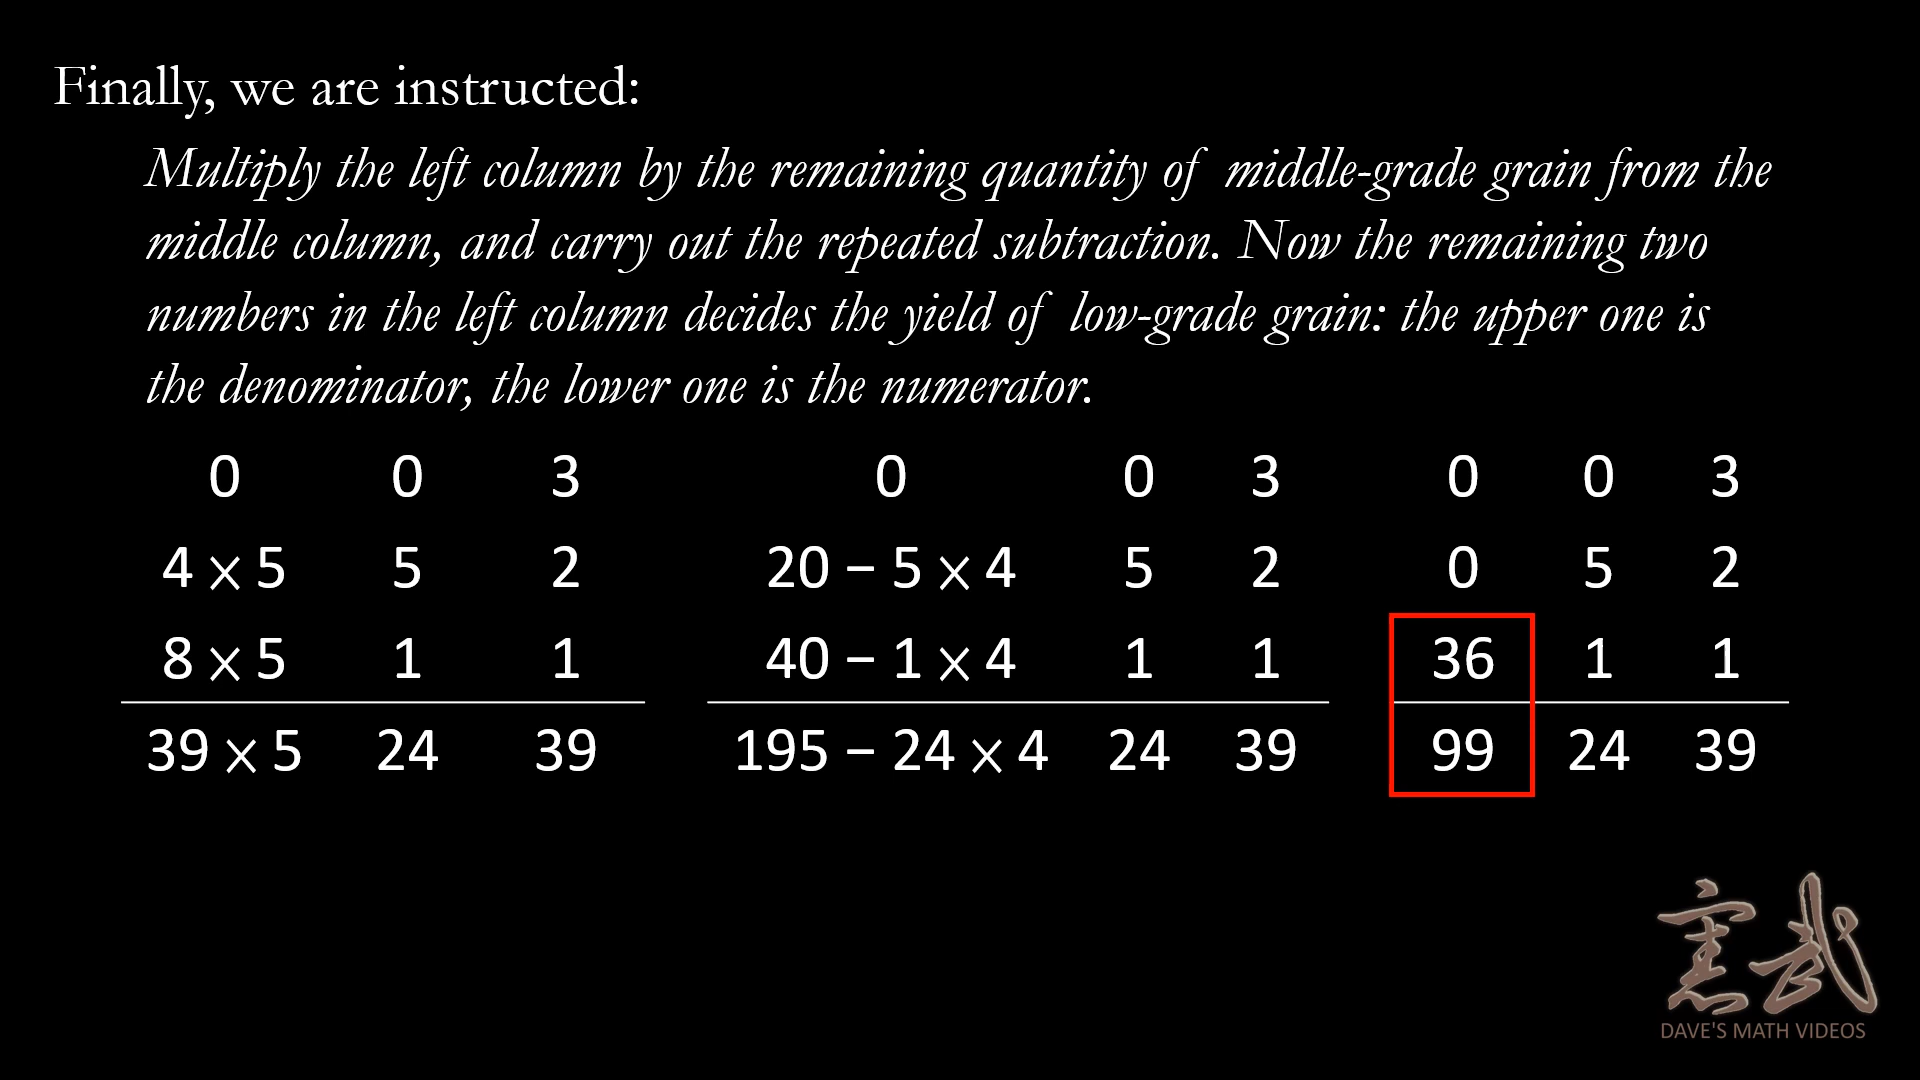 Finally, we are instructed:
Multiply the left column by the remaining quantity of middle-grade grain from the
middle column, and carry out the repeated subtraction. Now the remaining two
numbers in the left column decides the yield of low-grade grain: the upper one is
the denominator, the lower one is the numerator.
0 0 3 0 0 3 0 0 3
4 × 5 5 2 20 − 5 × 4 5 2 0 5 2
8 × 5 1 1 40 − 1 × 4 1 1 36 1 1
39 × 5 24 39 195 − 24 × 4 24 39 99 24 39
憲武
DAVE'S MATH VIDEOS